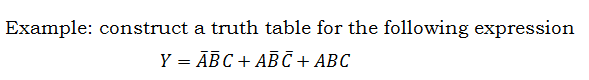 Example: construct a truth table for the following expression
Y = ĀB̄C + AB̄C̄ + ABC